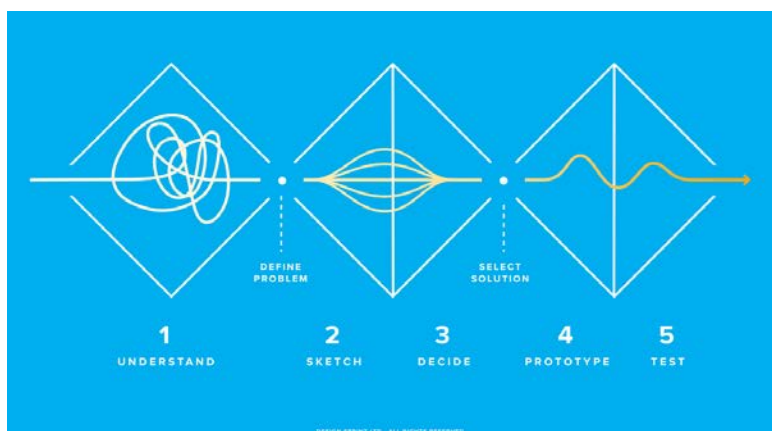 DEFINE
PROBLEM
SELECT
SOLUTION
1
UNDERSTAND
2
SKETCH
3
DECIDE
4
PROTOTYPE
5
TEST